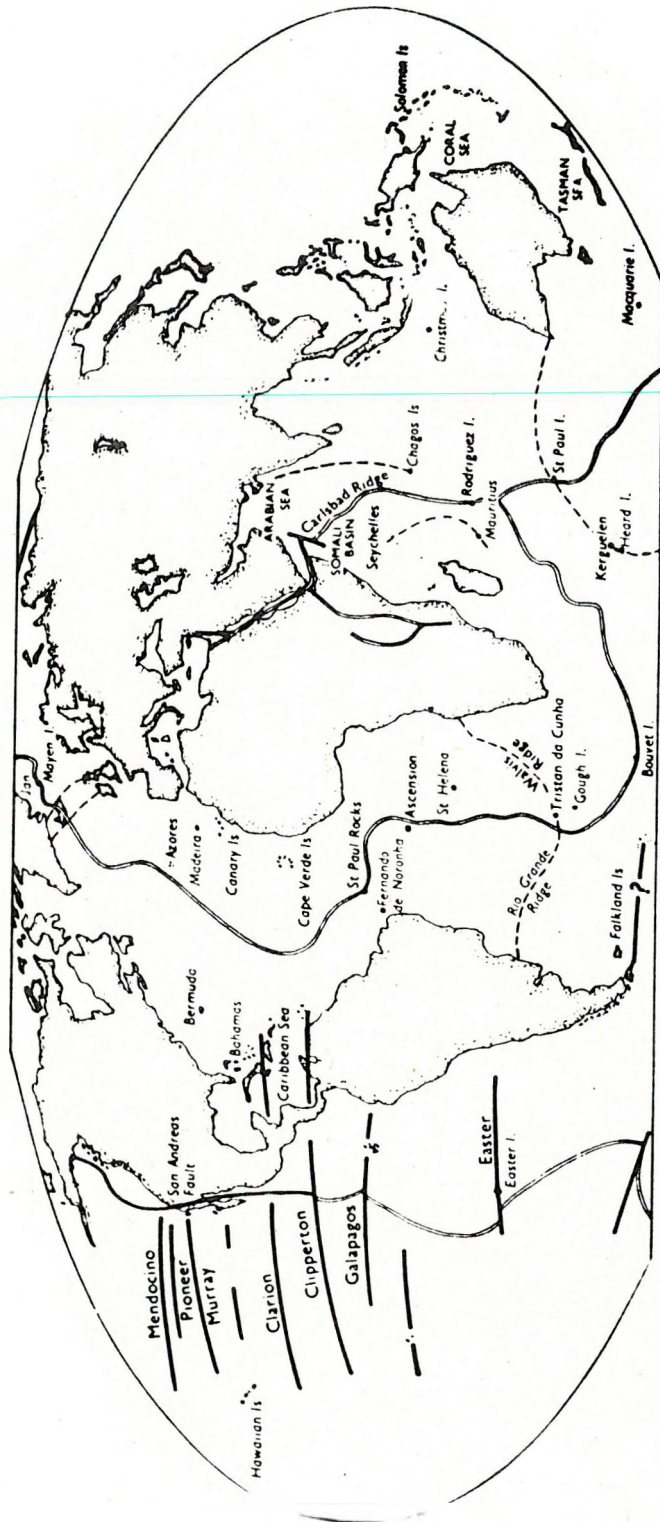 Jan
Mayen I.
Azores
Madeira
Canary Is
Cape Verde Is
Bermuda
Bahamas
Caribbean Sea
San Andreas
Fault
Mendocino
Pioneer
Murray
Clarion
Clipperton
Galapagos
Hawaiian Is
Easter
Easter I.
St Paul Rocks
Fernando
de Noronha
Ascension
St Helena
Walvis
Ridge
Rio Grande
Ridge
Tristan da Cunha
Gough I.
Falkland Is
?
Bouvet I.
ARABIAN
SEA
Carlsbad Ridge
SOMALI
BASIN
Seychelles
Chagos Is
Rodriguez I.
Mauritius
St Paul I.
Kerguelen
Heard I.
Christmas I.
Soloman Is
CORAL
SEA
TASMAN
SEA
Macquarie I.